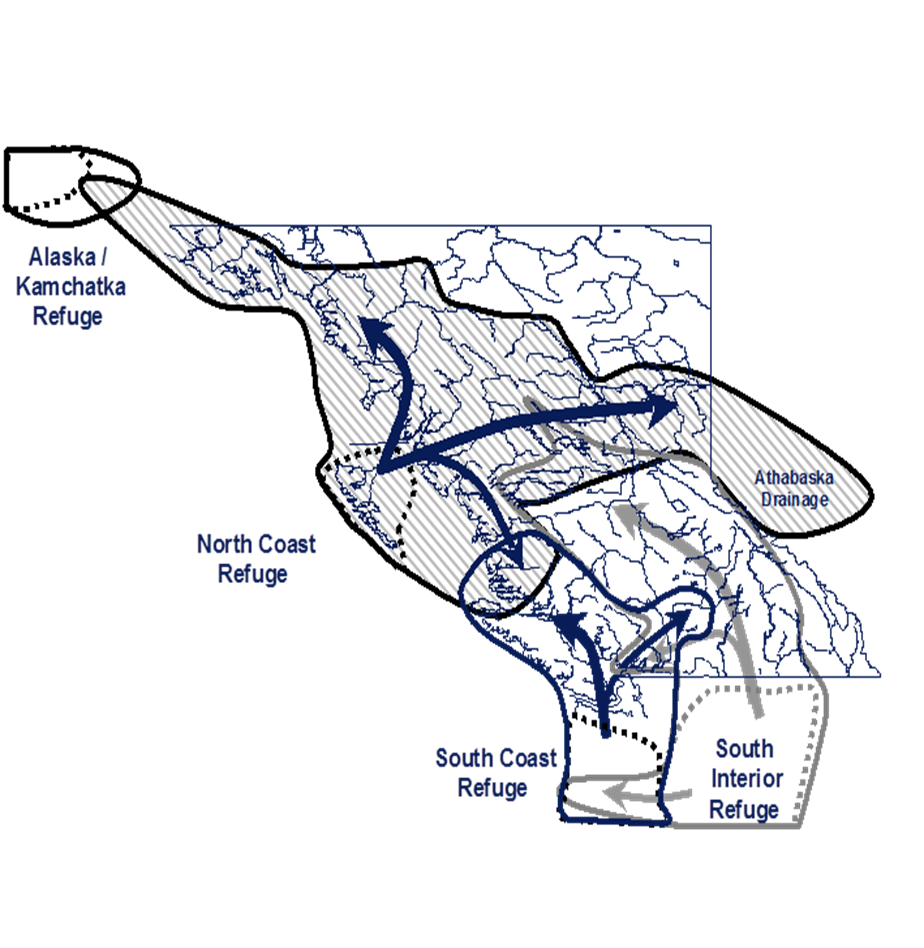 Alaska /
Kamchatka
Refuge
Athabaska
Drainage
North Coast
Refuge
South Coast
Refuge
South
Interior
Refuge